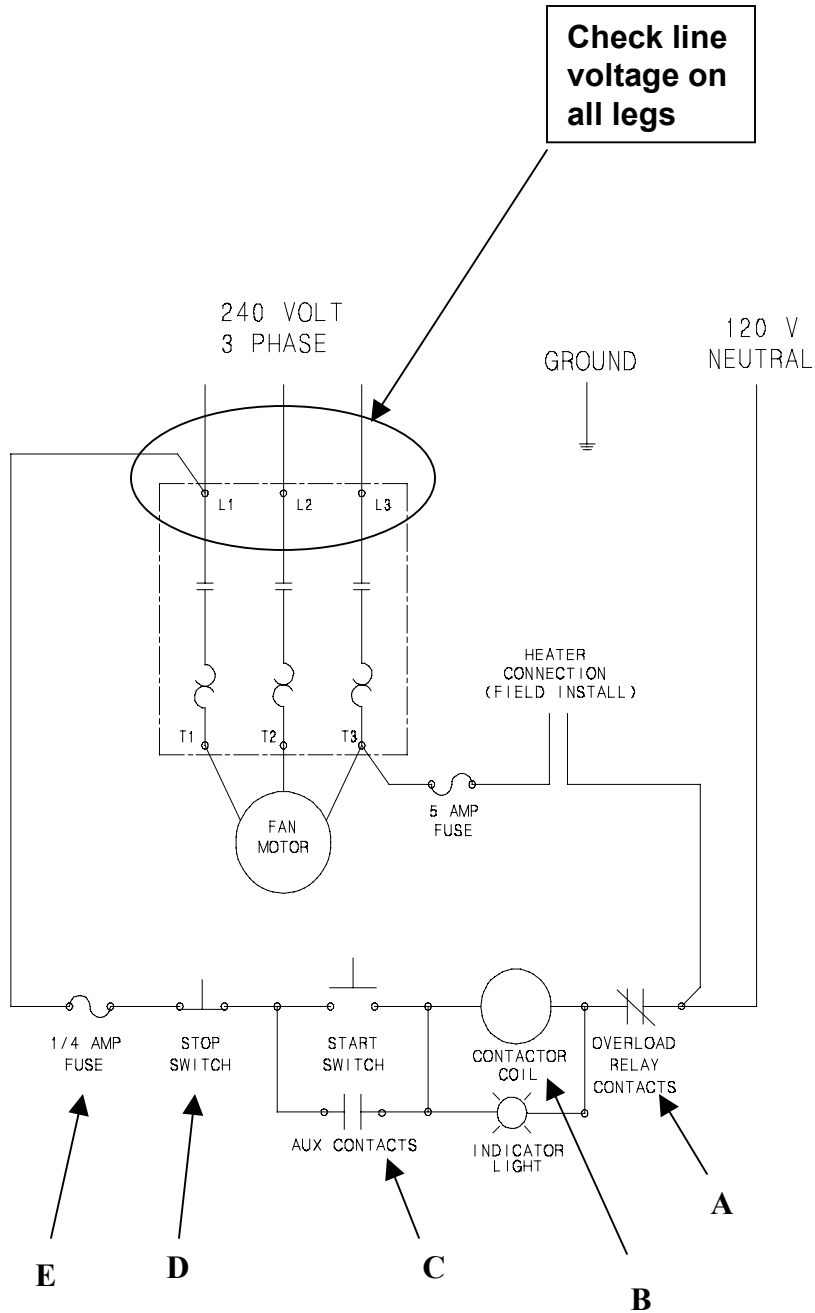 Check line
voltage on
all legs
240 VOLT
3 PHASE
GROUND
120 V
NEUTRAL
L1
L2
L3
HEATER
CONNECTION
(FIELD INSTALL)
T1
T2
T3
5 AMP
FUSE
FAN
MOTOR
1/4 AMP
FUSE
STOP
SWITCH
START
SWITCH
CONTACTOR
COIL
OVERLOAD
RELAY
CONTACTS
AUX CONTACTS
INDICATOR
LIGHT
A
B
C
D
E